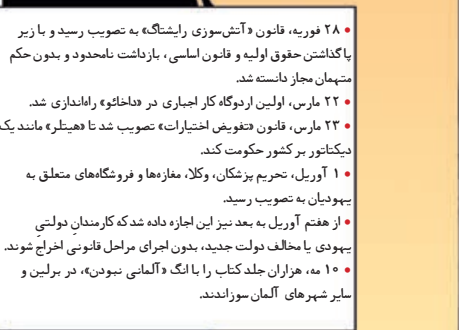 • ۲۸ فوریه، قانون «آتش‌سوزی رایشتاگ» به تصویب رسید و با زیر
پا گذاشتن حقوق اولیه و قانون اساسی، بازداشت نامحدود و بدون حکم
متهمان مجاز دانسته شد.
• ۲۲ مارس، اولین اردوگاه کار اجباری در «داخائو» راه‌اندازی شد.
• ۲۳ مارس، قانون «تفویض اختیارات» تصویب شد تا «هیتلر» مانند یک
دیکتاتور بر کشور حکومت کند.
• ۱ آوریل، تحریم پزشکان، وکلا، مغازه‌ها و فروشگاه‌های متعلق به
یهودیان به تصویب رسید.
• از هفتم آوریل به بعد نیز این اجازه داده شد که کارمندان دولتیِ
یهودی یا مخالف دولت جدید، بدون اجرای مراحل قانونی اخراج شوند.
• ۱۰ مه، هزاران جلد کتاب را با انگ «آلمانی نبودن»، در برلین و
سایر شهرهای آلمان سوزاندند.